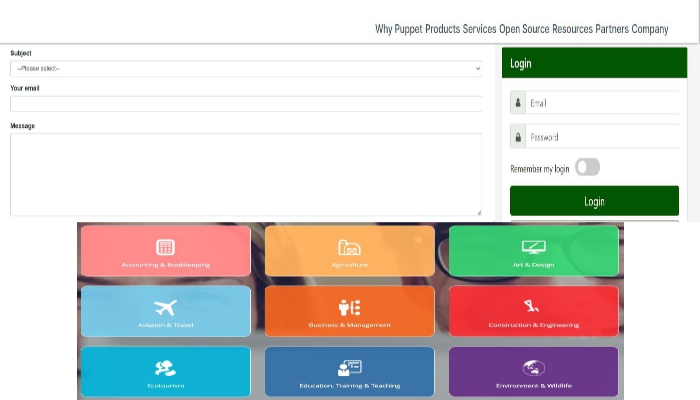 Why Puppet Products Services Open Source Resources Partners Company
Subject
--Please select--
Your email
Message
Login
Email
Password
Remember my login
Login
Accounting & Bookkeeping
Agriculture
Art & Design
Aviation & Travel
Business & Management
Construction & Engineering
Ecotourism
Education, Training & Teaching
Environment & Wildlife